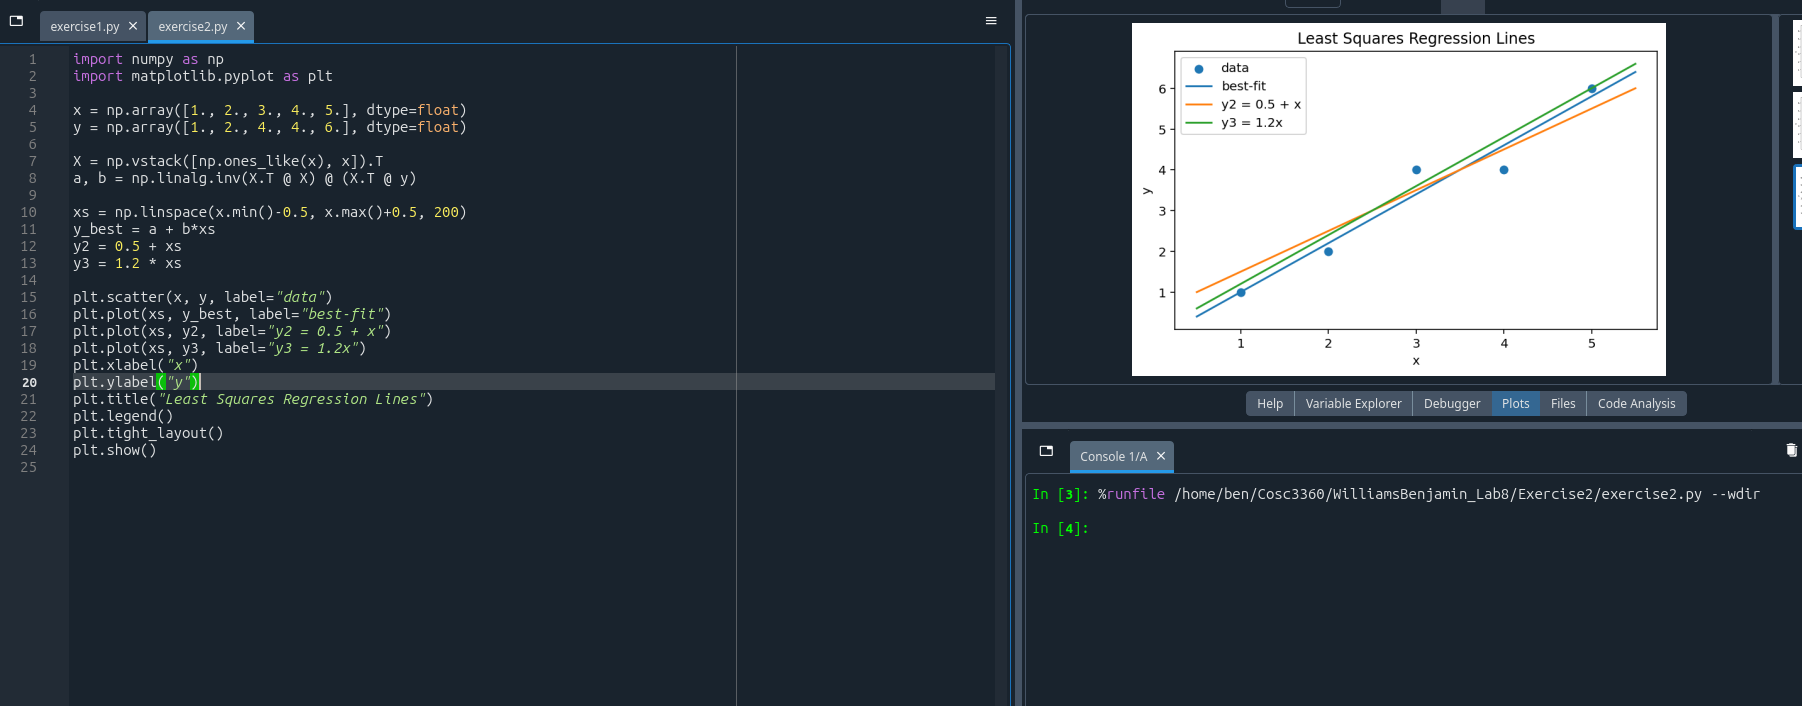 exercise1.py
exercise2.py
1 import numpy as np
2 import matplotlib.pyplot as plt
3
4 x = np.array([1., 2., 3., 4., 5.], dtype=float)
5 y = np.array([1., 2., 4., 4., 6.], dtype=float)
6
7 X = np.vstack([np.ones_like(x), x]).T
8 a, b = np.linalg.inv(X.T @ X) @ (X.T @ y)
9
10 xs = np.linspace(x.min()-0.5, x.max()+0.5, 200)
11 y_best = a + b*xs
12 y2 = 0.5 + xs
13 y3 = 1.2 * xs
14
15 plt.scatter(x, y, label="data")
16 plt.plot(xs, y_best, label="best-fit")
17 plt.plot(xs, y2, label="y2 = 0.5 + x")
18 plt.plot(xs, y3, label="y3 = 1.2x")
19 plt.xlabel("x")
20 plt.ylabel("y")
21 plt.title("Least Squares Regression Lines")
22 plt.legend()
23 plt.tight_layout()
24 plt.show()
25
Least Squares Regression Lines
data
best-fit
y2 = 0.5 + x
y3 = 1.2x
6
5
4
3
2
1
y
1 2 3 4 5
x
Help Variable Explorer Debugger Plots Files Code Analysis
Console 1/A
In [3]: %runfile /home/ben/Cosc3360/WilliamsBenjamin_Lab8/Exercise2/exercise2.py --wdir
In [4]: